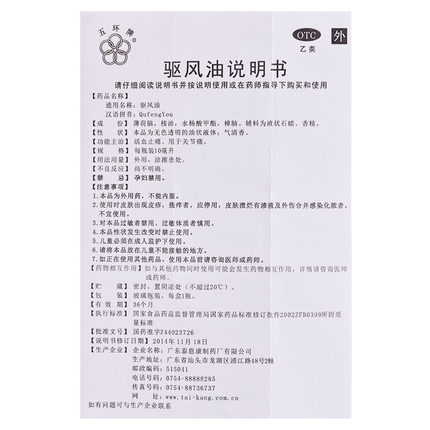 五环牌
OTC
乙类
外
驱风油说明书
请仔细阅读说明书并按说明使用或在药师指导下购买和使用
【药品名称】
通用名称：驱风油
汉语拼音：QufengYou
【成 份】薄荷脑，桉油，水杨酸甲酯，樟脑，辅料为液状石蜡、香精。
【性 状】本品为无色透明的油状液体；气清香。
【功能主治】活血止痛。用于关节痛。
【规 格】每瓶装10毫升
【用法用量】外用，涂擦患处。
【不良反应】尚不明确。
【禁 忌】孕妇禁用。
【注意事项】
1.本品为外用药，不能内服。
2.使用时皮肤出现皮疹，搔痒者，应停用，皮肤溃烂有渗液及外伤合并感染化脓者，
不宜使用。
3.对本品过敏者禁用，过敏体质者慎用。
4.本品性状发生改变时禁止使用。
5.儿童必须在成人监护下使用。
6.请将本品放在儿童不能接触的地方。
7.如正在使用其他药品，使用本品前请咨询医师或药师。
【药物相互作用】如与其他药物同时使用可能会发生药物相互作用，详情请咨询医师
或药师。
【贮 藏】密封，置阴凉处（不超过20℃）。
【包 装】玻璃瓶装，每盒1瓶。
【有 效 期】36个月
【执行标准】国家食品药品监督管理局国家药品标准修订批件2002ZFB0399所附质
量标准
【批准文号】国药准字Z44023726
【说明书修订日期】2014年11月18日
【生产企业】企业名称：广东泰恩康制药厂有限公司
生产地址：广东省汕头市龙湖区浦江路48号2幢
邮政编码：515041
电话号码：0754-88888285
传真号码：0754-88736737
网 址：www.tai-kang.com.cn
如有问题可与生产企业联系